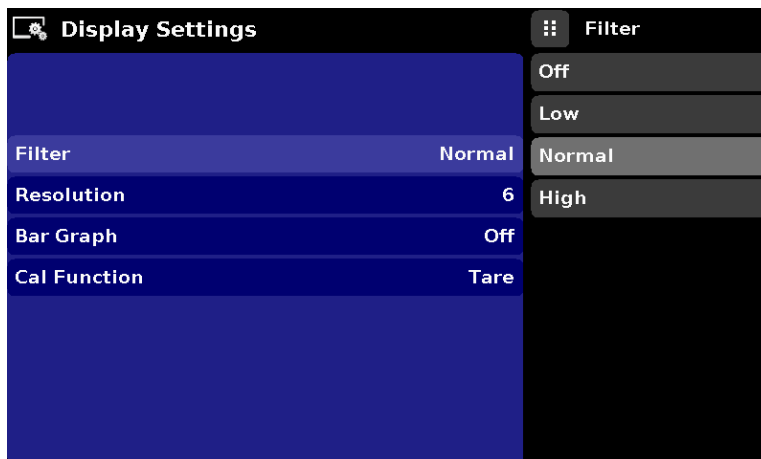 Display Settings
Filter Normal
Resolution 6
Bar Graph Off
Cal Function Tare
Filter
Off
Low
Normal
High